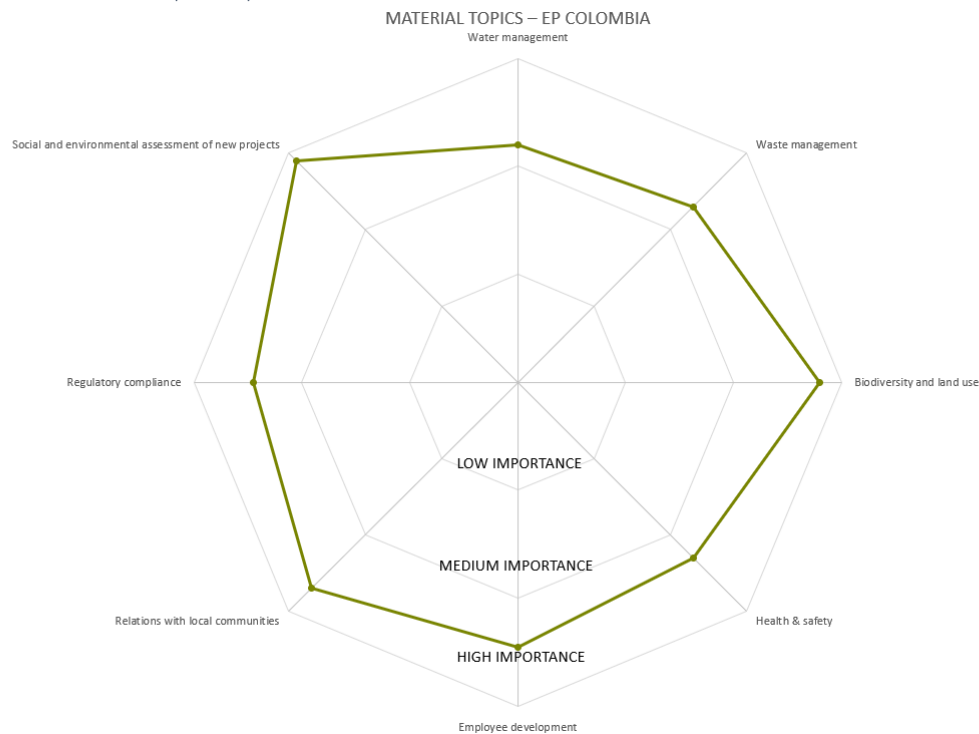 MATERIAL TOPICS – EP COLOMBIA
Water management
Social and environmental assessment of new projects
Waste management
Regulatory compliance
Biodiversity and land use
LOW IMPORTANCE
MEDIUM IMPORTANCE
Relations with local communities
Health & safety
HIGH IMPORTANCE
Employee development